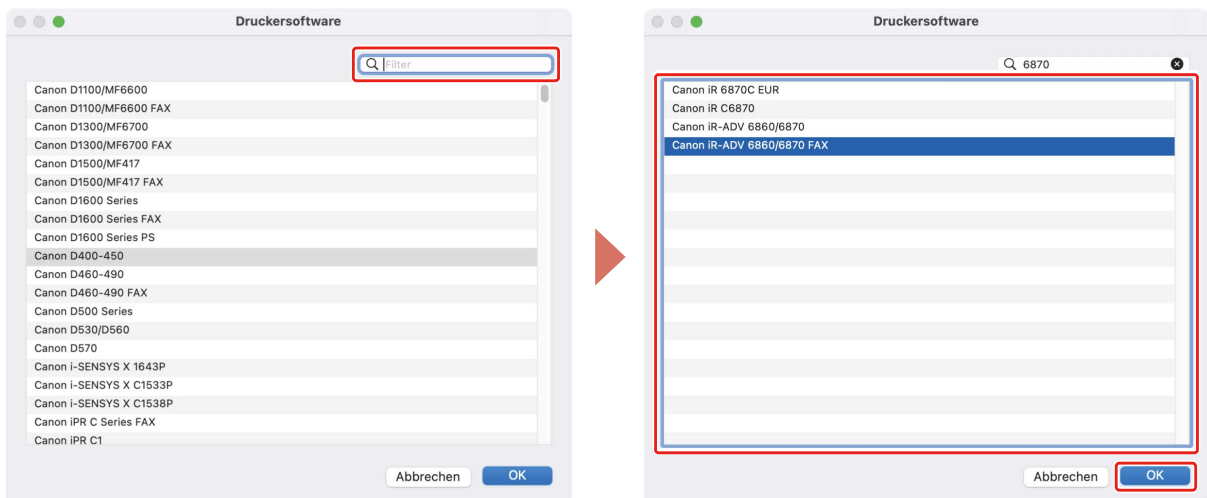 Druckersoftware
Filter
Canon D1100/MF6600
Canon D1100/MF6600 FAX
Canon D1300/MF6700
Canon D1300/MF6700 FAX
Canon D1500/MF417
Canon D1500/MF417 FAX
Canon D1600 Series
Canon D1600 Series FAX
Canon D1600 Series PS
Canon D400-450
Canon D460-490
Canon D460-490 FAX
Canon D500 Series
Canon D530/D560
Canon D570
Canon i-SENSYS X 1643P
Canon i-SENSYS X C1533P
Canon i-SENSYS X C1538P
Canon iPR C Series FAX
Canon iPR C1
Abbrechen
OK
Druckersoftware
6870
Canon iR 6870C EUR
Canon iR C6870
Canon iR-ADV 6860/6870
Canon iR-ADV 6860/6870 FAX
Abbrechen
OK